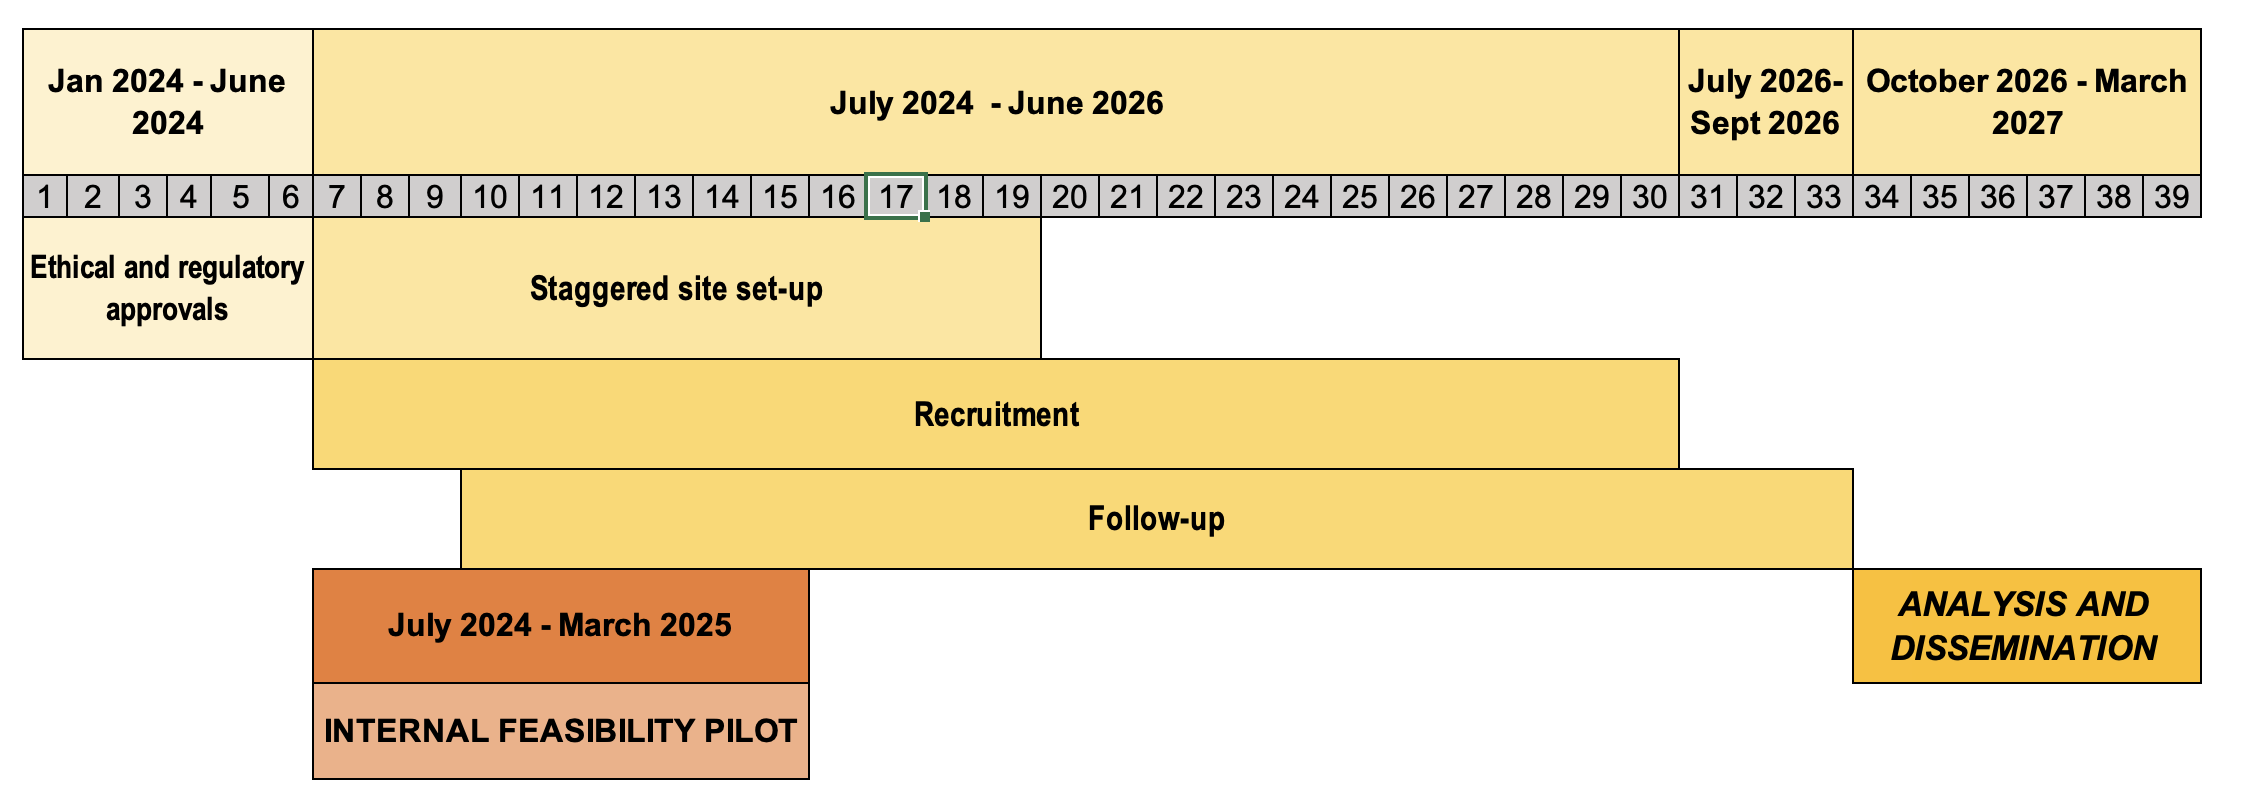 Jan 2024 - June
2024
July 2024  - June 2026
July 2026-
Sept 2026
October 2026 - March
2027
1 2 3 4 5 6 7 8 9 10 11 12 13 14 15 16 17 18 19 20 21 22 23 24 25 26 27 28 29 30 31 32 33 34 35 36 37 38 39
Ethical and regulatory
approvals
Staggered site set-up
Recruitment
Follow-up
July 2024 - March 2025
ANALYSIS AND
DISSEMINATION
INTERNAL FEASIBILITY PILOT